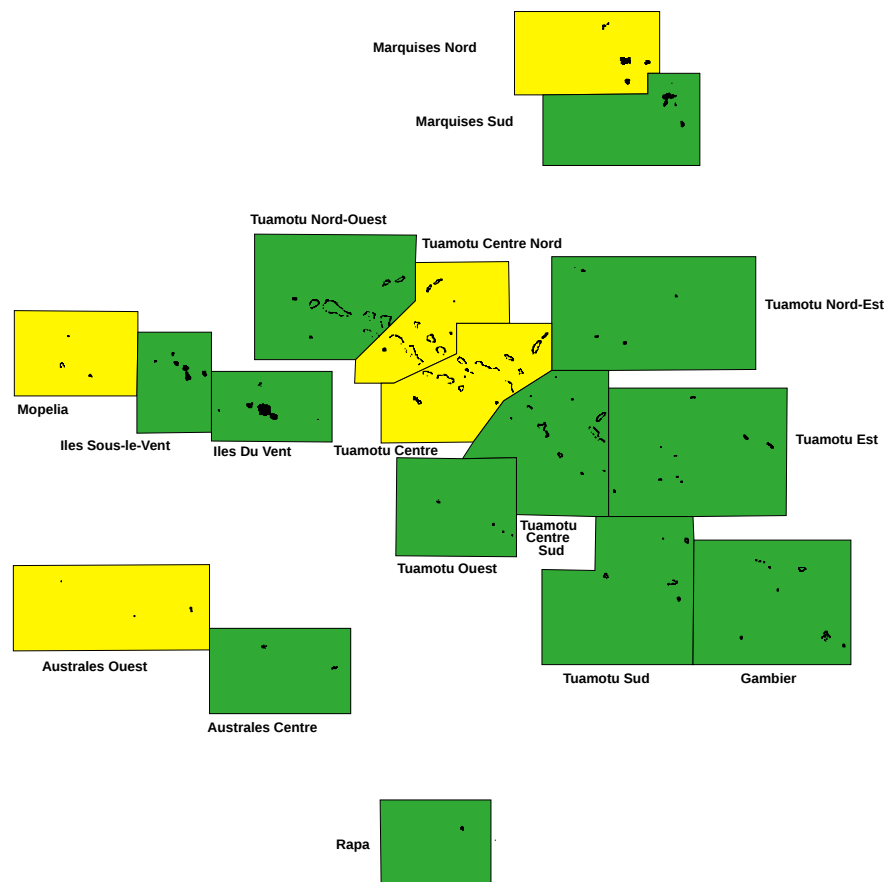 Marquises Nord
Marquises Sud
Tuamotu Nord-Ouest
Tuamotu Centre Nord
Tuamotu Nord-Est
Mopelia
Iles Sous-le-Vent
Iles Du Vent
Tuamotu Centre
Tuamotu Est
Tuamotu
Centre
Sud
Tuamotu Ouest
Australes Ouest
Tuamotu Sud
Gambier
Australes Centre
Rapa